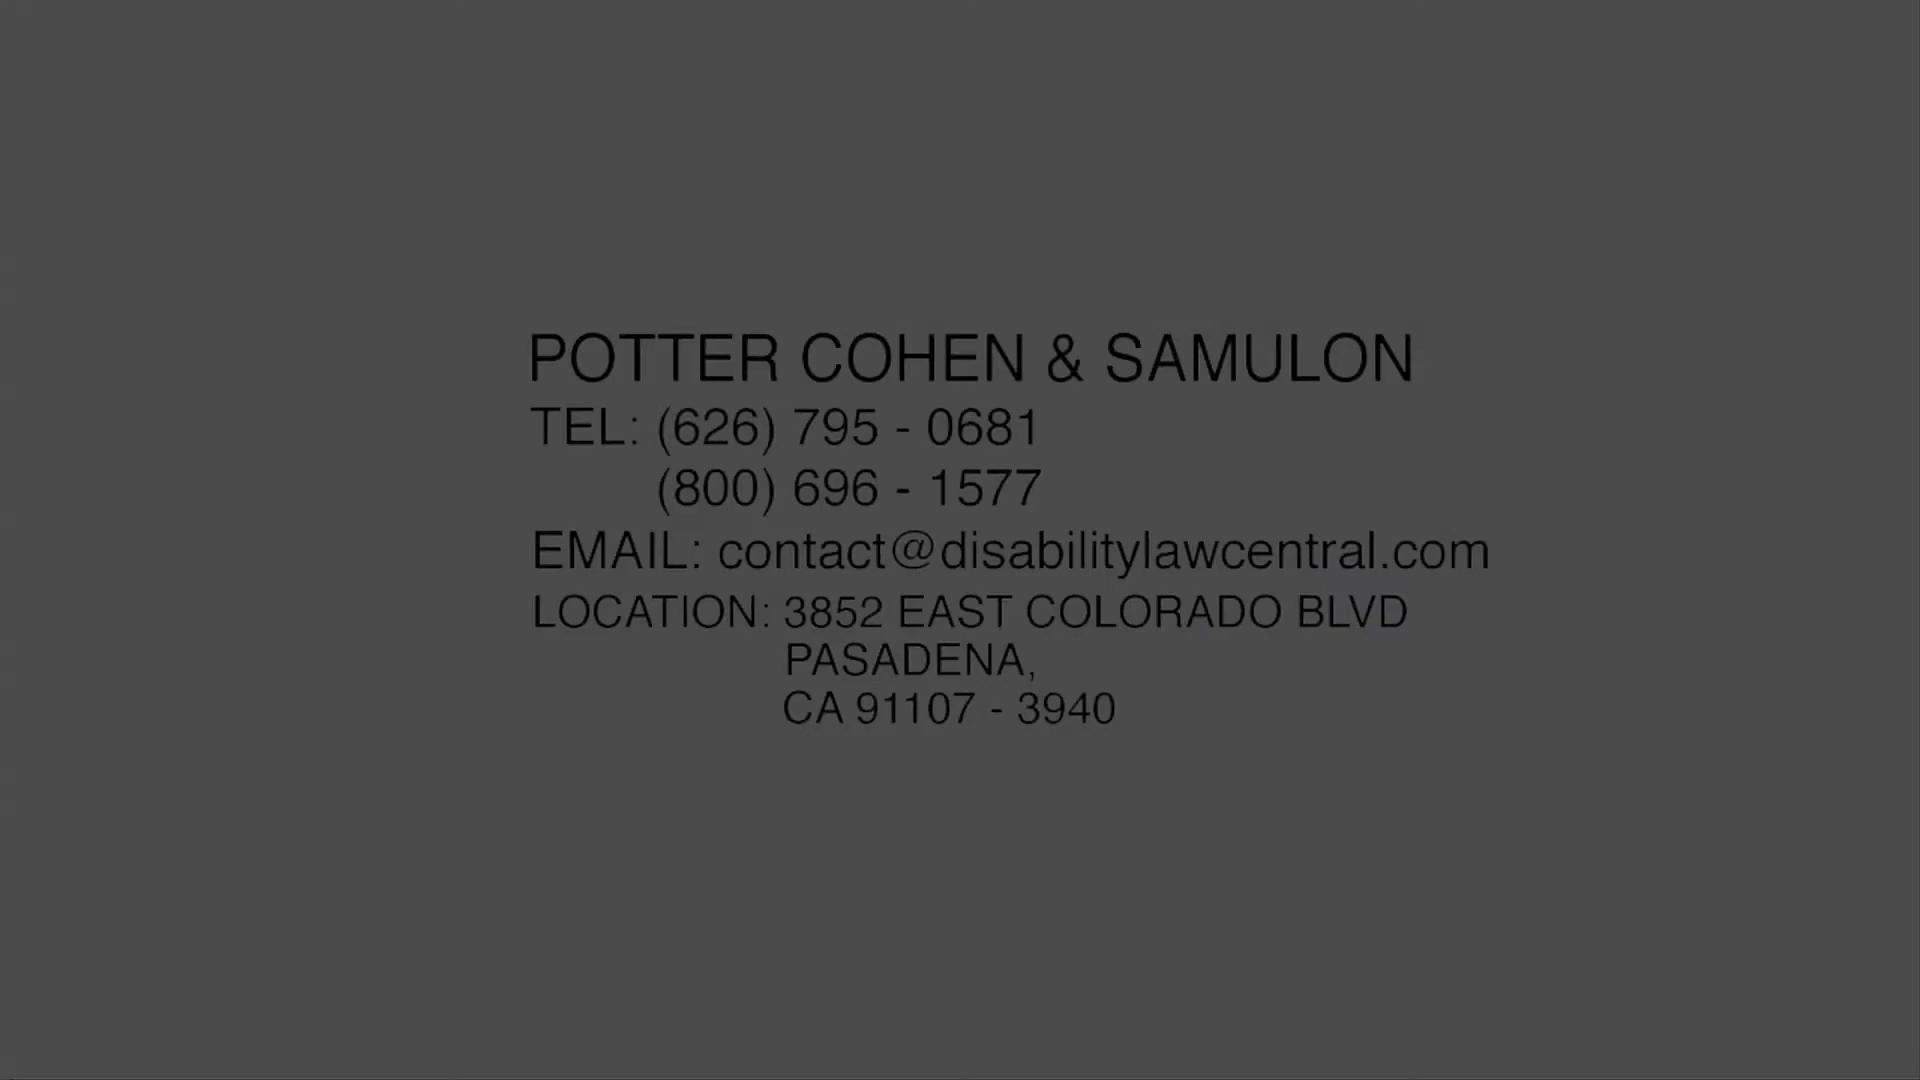 POTTER COHEN & SAMULON
TEL: (626) 795 - 0681
(800) 696 - 1577
EMAIL: contact@disabilitylawcentral.com
LOCATION: 3852 EAST COLORADO BLVD
PASADENA,
CA 91107 - 3940